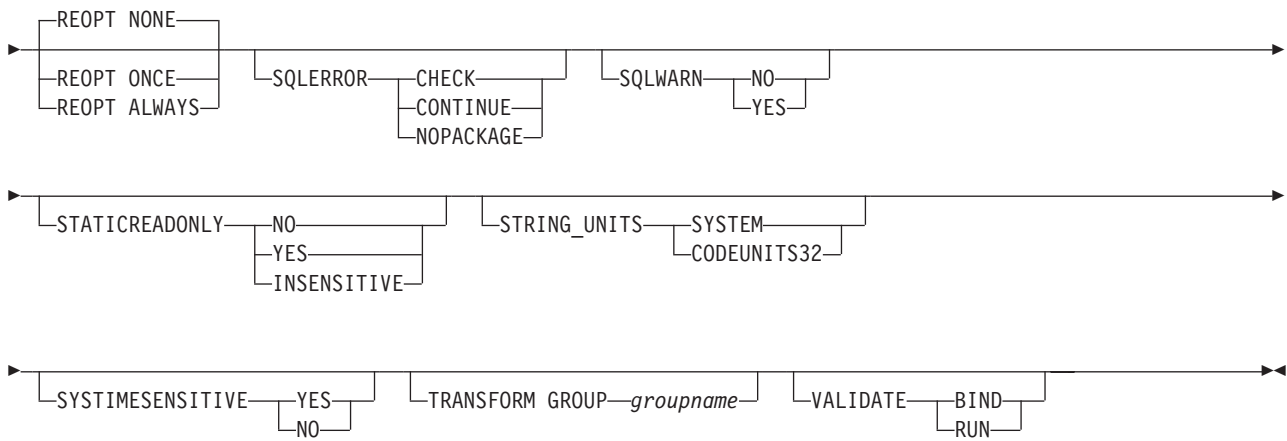 REOPT NONE
REOPT ONCE
REOPT ALWAYS
SQLERROR CHECK
CONTINUE
NOPACKAGE
SQLWARN NO
YES
STATICREADONLY NO
YES
INSENSITIVE
STRING_UNITS SYSTEM
CODEUNITS32
SYSTIMESENSITIVE YES
NO
TRANSFORM GROUP groupname
VALIDATE BIND
RUN